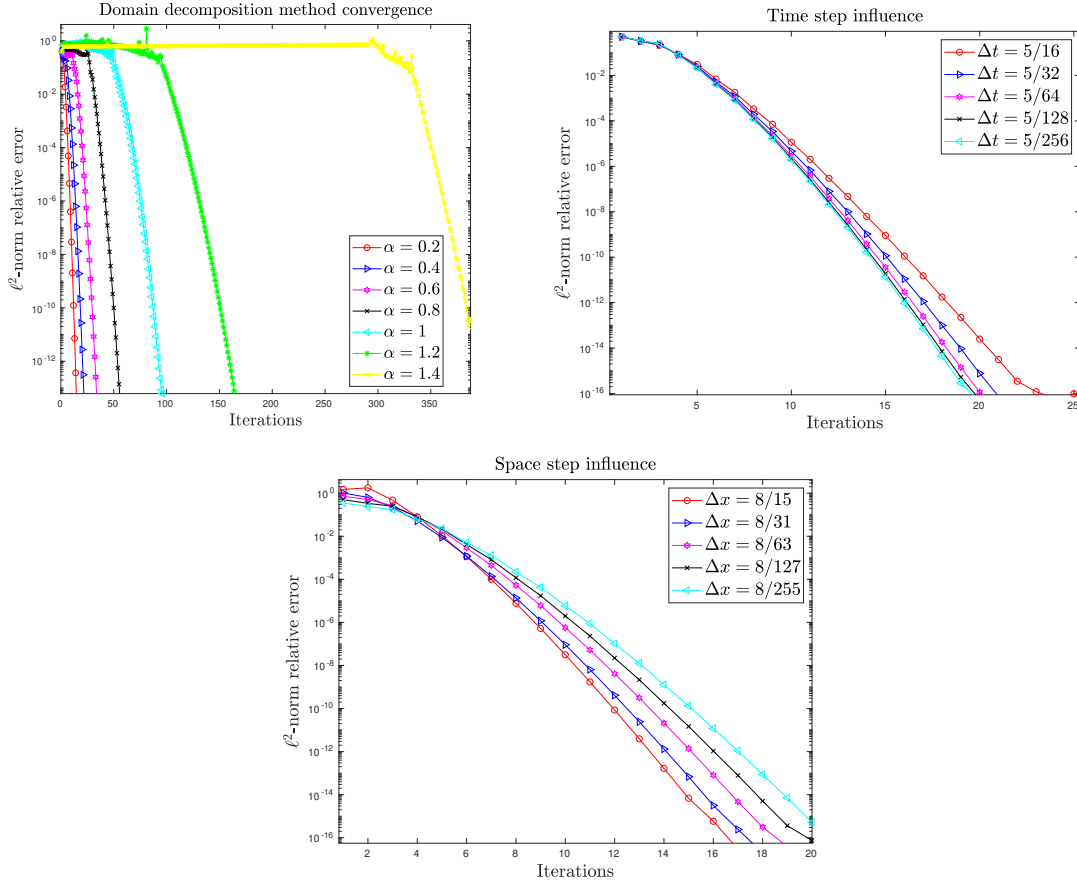 Domain decomposition method convergence
ℓ²-norm relative error
10⁰
10⁻²
10⁻⁴
10⁻⁶
10⁻⁸
10⁻¹⁰
10⁻¹²
α = 0.2
α = 0.4
α = 0.6
α = 0.8
α = 1
α = 1.2
α = 1.4
0 50 100 150 200 250 300 350
Iterations
Time step influence
ℓ²-norm relative error
10⁰
10⁻²
10⁻⁴
10⁻⁶
10⁻⁸
10⁻¹⁰
10⁻¹²
10⁻¹⁴
10⁻¹⁶
Δt = 5/16
Δt = 5/32
Δt = 5/64
Δt = 5/128
Δt = 5/256
5 10 15 20 25
Iterations
Space step influence
ℓ²-norm relative error
10⁰
10⁻²
10⁻⁴
10⁻⁶
10⁻⁸
10⁻¹⁰
10⁻¹²
10⁻¹⁴
10⁻¹⁶
Δx = 8/15
Δx = 8/31
Δx = 8/63
Δx = 8/127
Δx = 8/255
2 4 6 8 10 12 14 16 18 20
Iterations